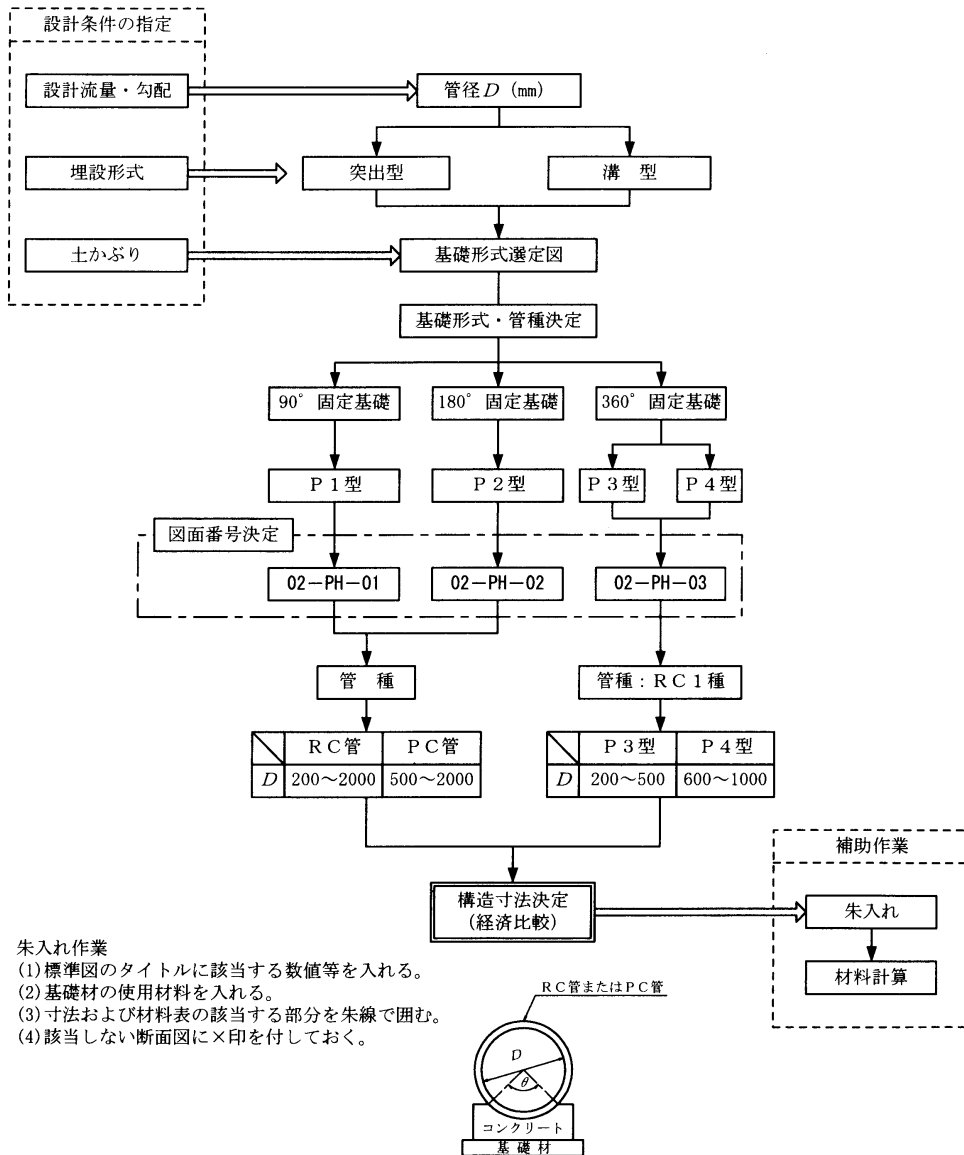 設計条件の指定
設計流量・勾配
管径D (mm)
埋設形式
突出型
溝 型
土かぶり
基礎形式選定図
基礎形式・管種決定
90° 固定基礎
180° 固定基礎
360° 固定基礎
P1型
P2型
P3型
P4型
図面番号決定
02-PH-01
02-PH-02
02-PH-03
管 種
管種:RC1種
RC管 PC管
D 200~2000 500~2000
P3型 P4型
D 200~500 600~1000
補助作業
構造寸法決定
(経済比較)
朱入れ
材料計算
朱入れ作業
(1)標準図のタイトルに該当する数値等を入れる。
(2)基礎材の使用材料を入れる。
(3)寸法および材料表の該当する部分を朱線で囲む。
(4)該当しない断面図に×印を付しておく。
RC管またはPC管
D
θ
コンクリート
基 礎 材